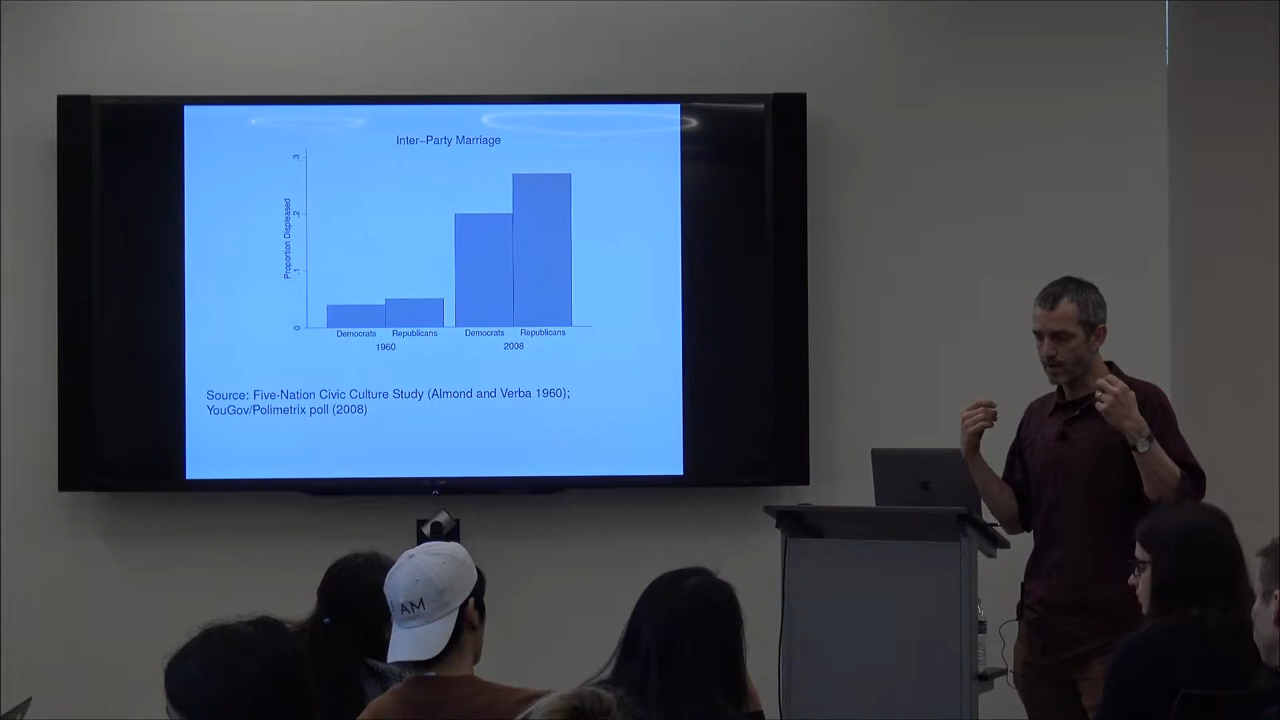 Inter-Party Marriage
Proportion Displeased
.3
.2
.1
0
Democrats Republicans Democrats Republicans
1960 2008
Source: Five-Nation Civic Culture Study (Almond and Verba 1960);
YouGov/Polimetrix poll (2008)
I AM